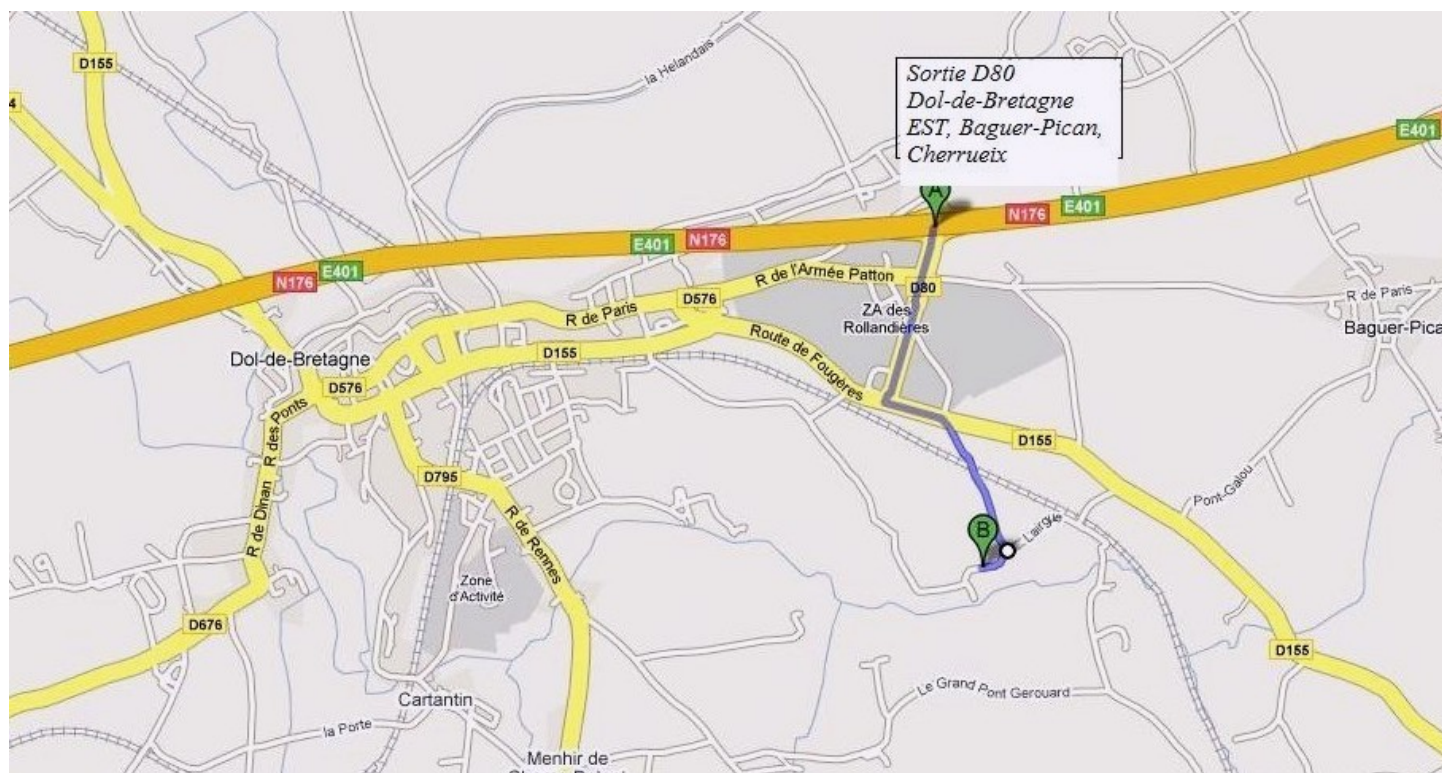 D155
la Helandais
Sortie D80
Dol-de-Bretagne
EST, Baguer-Pican,
Cherrueix
4
E401
A
N176
E401
E401
N176
N176
E401
R de l'Armée Patton
D80
D576
R de Paris
R de Paris
ZA des
Rollandières
Baguer-Pica
Route de Fougères
D155
Dol-de-Bretagne
D576
R des Ponts
D155
D795
Pont-Galou
R de Dinan
R de Rennes
B
Zone
d'Activité
D676
D155
Le Grand Pont Gerouard
Cartantin
la Porte
Menhir de